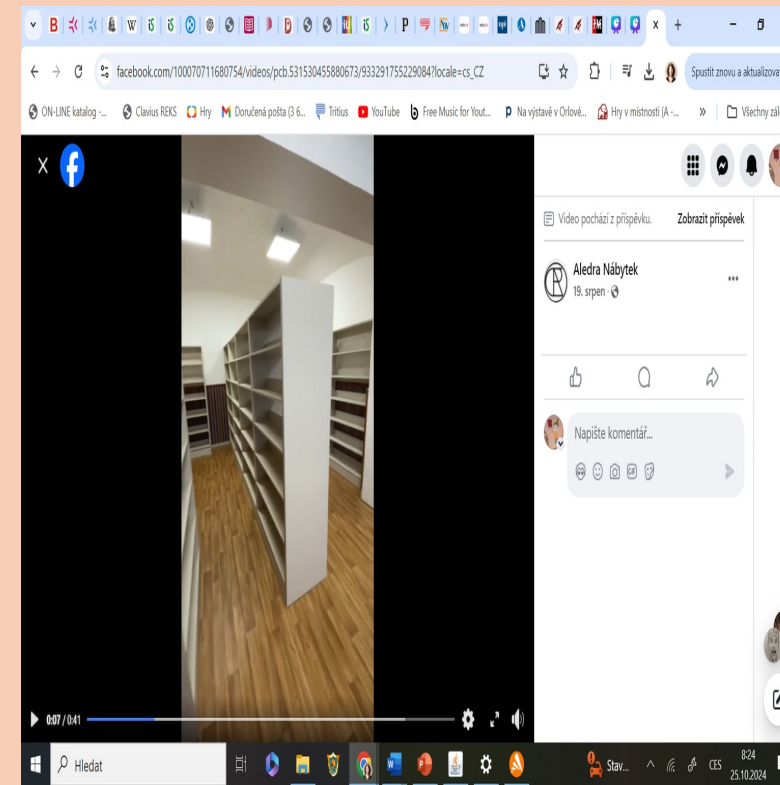 facebook.com/100070711680754/videos/pcb.531530455880673/933291755229084?locale=cs_CZ
Spustit znovu a aktualizova
ON-LINE katalog -...
Clavius REKS
Hry
Doručená pošta (3 6...
Tritius
YouTube
Free Music for Yout...
Na výstavě v Orlové...
Hry v místnosti (A -...
»
Všechny zál
Video pochází z příspěvku.
Zobrazit příspěvek
Aledra Nábytek
19. srpen ·
Napište komentář...
GIF
0:07 / 0:41
Hledat
Stav...
CES
8:24
25.10.2024